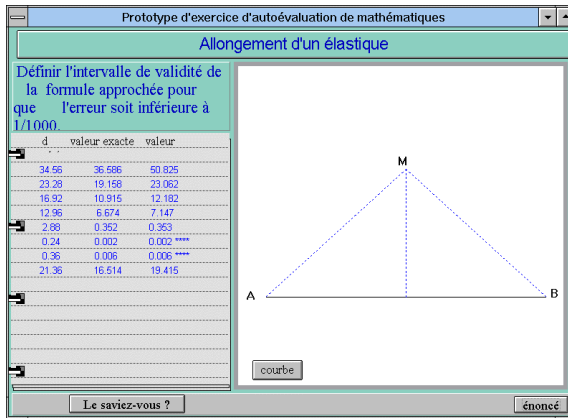 Prototype d'exercice d'autoévaluation de mathématiques
Allongement d'un élastique
Définir l'intervalle de validité de
la formule approchée pour
que l'erreur soit inférieure à
1/1000.
d valeur exacte valeur
34.56 36.586 50.825
23.28 19.158 23.062
16.92 10.915 12.182
12.96 6.674 7.147
2.88 0.352 0.353
0.24 0.002 0.002 ****
0.36 0.006 0.006 ****
21.36 16.514 19.415
M
A B
courbe
Le saviez-vous ? énoncé